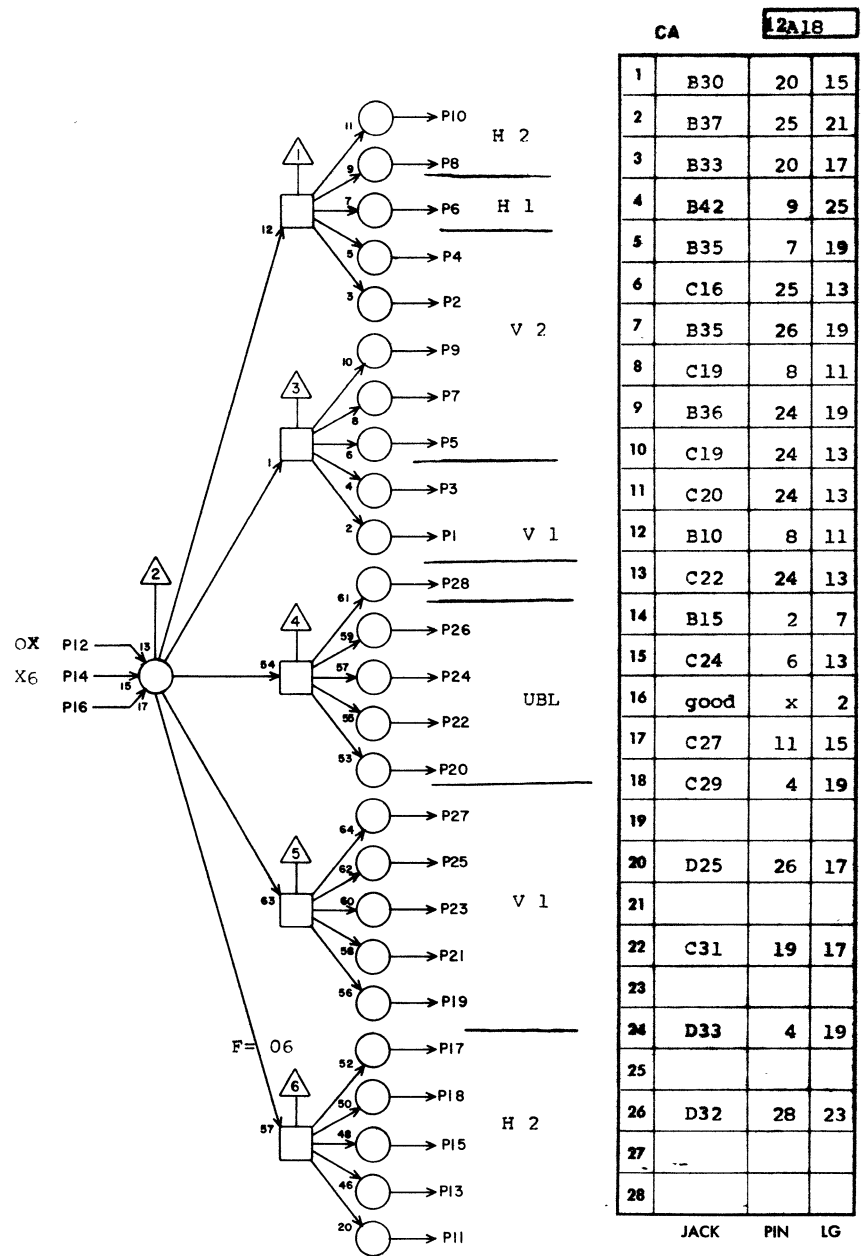 CA 12A18
1 B30 20 15
2 B37 25 21
3 B33 20 17
4 B42 9 25
5 B35 7 19
6 C16 25 13
7 B35 26 19
8 C19 8 11
9 B36 24 19
10 C19 24 13
11 C20 24 13
12 B10 8 11
13 C22 24 13
14 B15 2 7
15 C24 6 13
16 good x 2
17 C27 11 15
18 C29 4 19
19
20 D25 26 17
21
22 C31 19 17
23
24 D33 4 19
25
26 D32 28 23
27
28
JACK PIN LG
11 P10
H 2
1
9 P8
7 P6 H 1
12
5 P4
3 P2
V 2
10 P9
3
8 P7
6 P5
1
4 P3
2 P1 V 1
2
61 P28
4
59 P26
OX P12 13
54 57 P24
X6 P14 15
UBL
P16 17
55 P22
53 P20
64 P27
5
62 P25
63 60 P23 V 1
58 P21
56 P19
F= 06
52 P17
6
50 P18
H 2
57 48 P15
46 P13
20 P11